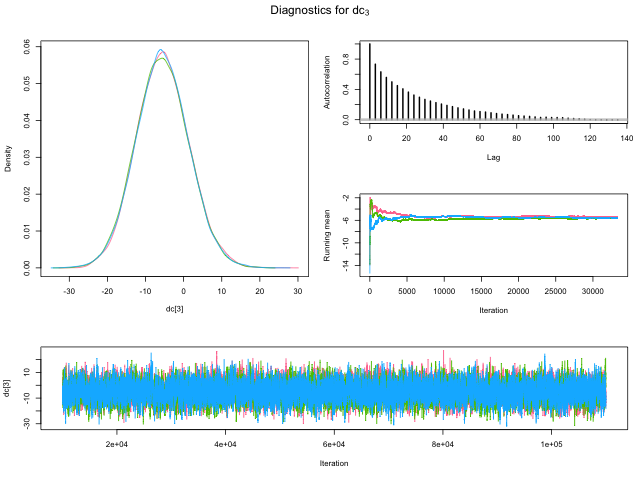 Diagnostics for dc3
Density
0.00 0.01 0.02 0.03 0.04 0.05 0.06
-30 -20 -10 0 10 20 30
dc[3]
Autocorrelation
0.0 0.4 0.8
0 20 40 60 80 100 120 140
Lag
Running mean
-14 -10 -6 -2
0 5000 10000 15000 20000 25000 30000
Iteration
dc[3]
-30 -10 10
2e+04 4e+04 6e+04 8e+04 1e+05
Iteration